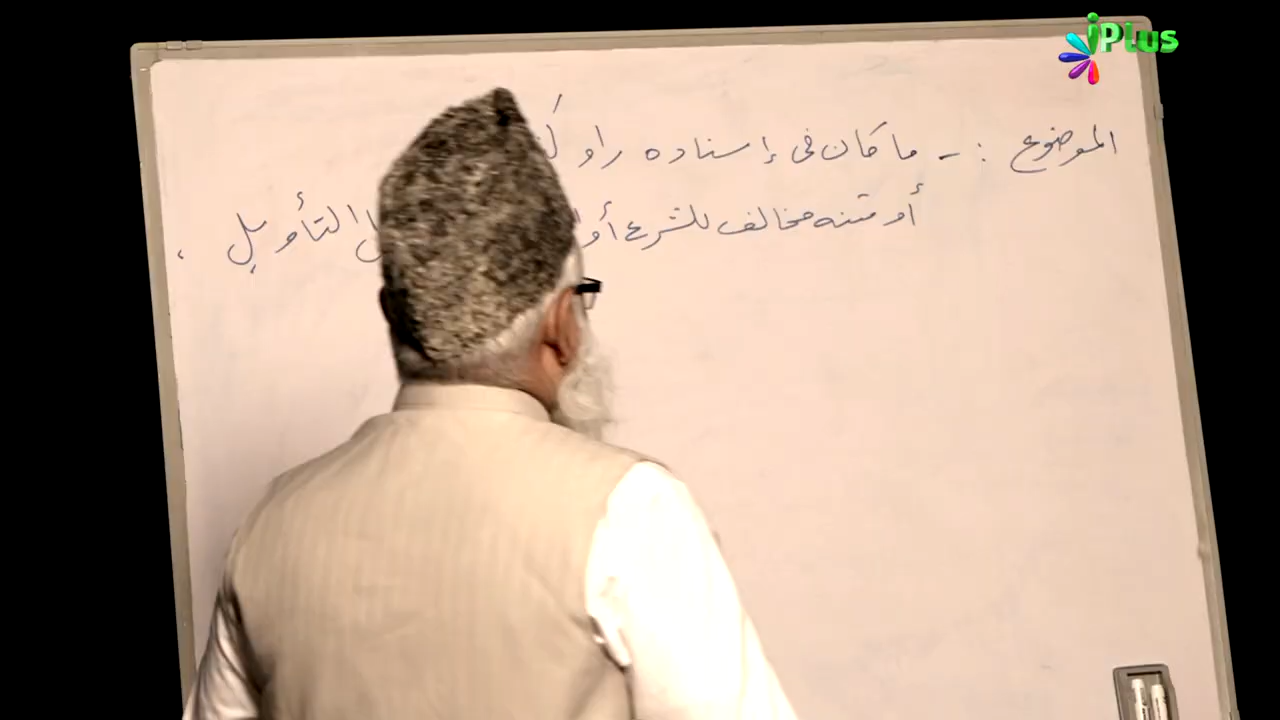 iPlus
الموضوع :- ما كان في إسناده راو
أو متنه مخالف للشرع أو التأويل .